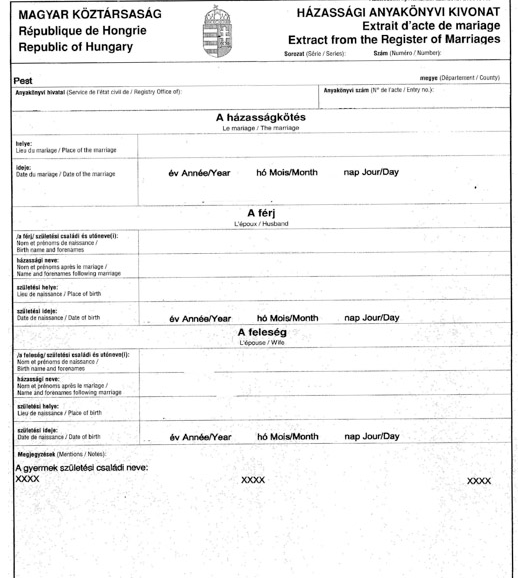 MAGYAR KÖZTÁRSASÁG
République de Hongrie
Republic of Hungary
HÁZASSÁGI ANYAKÖNYVI KIVONAT
Extrait d'acte de mariage
Extract from the Register of Marriages
Sorozat (Série / Series): Szám (Numéro / Number):
Pest megye (Département / County)
Anyakönyvi hivatal (Service de l'état civil de / Registry Office of): Anyakönyvi szám (N° de l'acte / Entry no.):
A házasságkötés
Le mariage / The marriage
helye:
Lieu du mariage / Place of the marriage
ideje:
Date du mariage / Date of the marriage
év Année/Year hó Mois/Month nap Jour/Day
A férj
L'époux / Husband
/a férj/ születési családi és utóneve(i):
Nom et prénoms de naissance /
Birth name and forenames
házassági neve:
Nom et prénoms après le mariage /
Name and forenames following marriage
születési helye:
Lieu de naissance / Place of birth
születési ideje:
Date de naissance / Date of birth
év Année/Year hó Mois/Month nap Jour/Day
A feleség
L'épouse / Wife
/a feleség/ születési családi és utóneve(i):
Nom et prénoms de naissance /
Birth name and forenames
házassági neve:
Nom et prénoms après le mariage /
Name and forenames following marriage
születési helye:
Lieu de naissance / Place of birth
születési ideje:
Date de naissance / Date of birth
év Année/Year hó Mois/Month nap Jour/Day
Megjegyzések (Mentions / Notes):
A gyermek születési családi neve:
XXXX XXXX XXXX